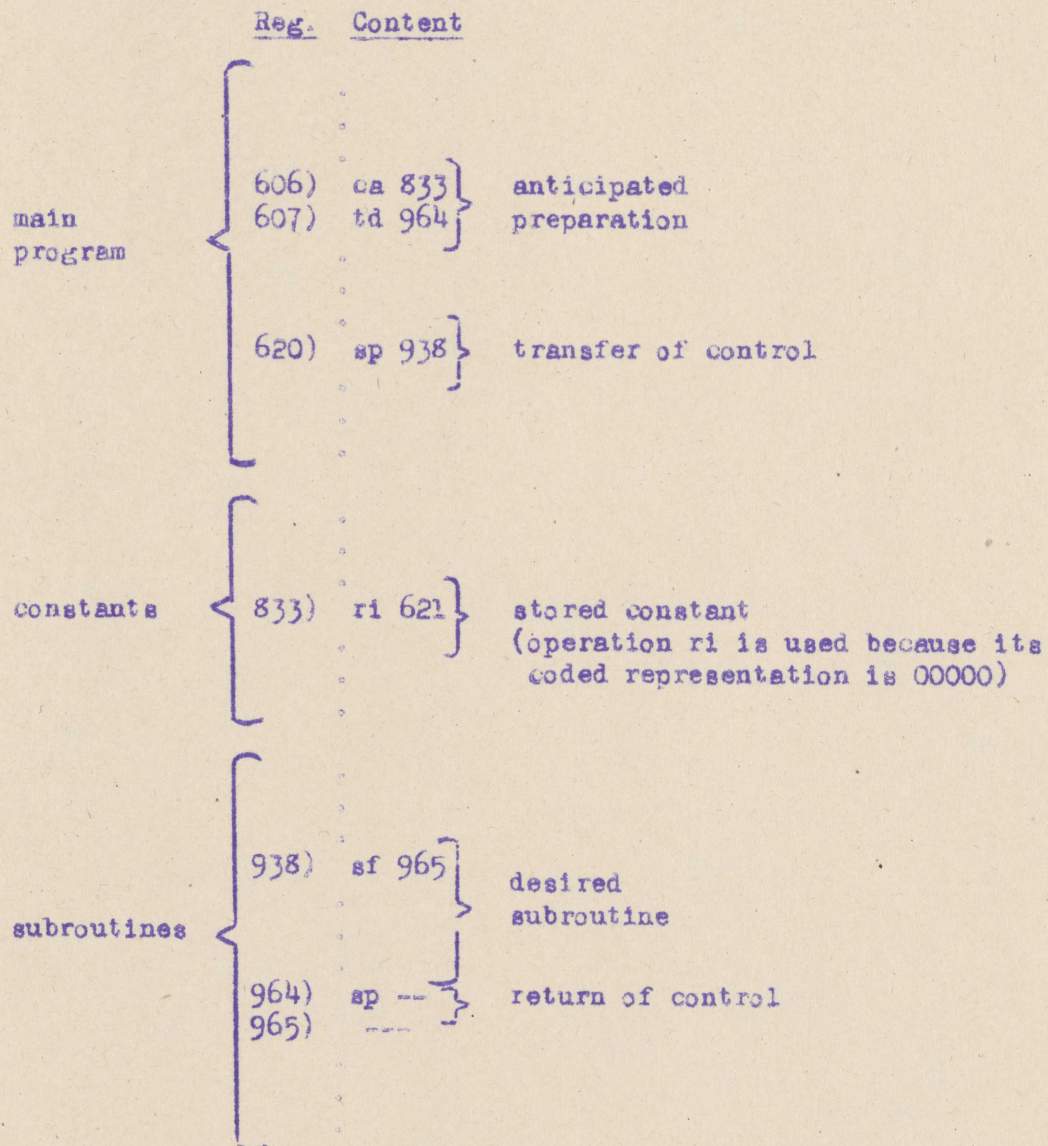 Reg. Content
606) ca 833 anticipated
main 607) td 964 preparation
program
620) sp 938 transfer of control
constants 833) ri 621 stored constant
(operation ri is used because its
coded representation is 00000)
938) sf 965 desired
subroutines subroutine
964) sp -- return of control
965) ---